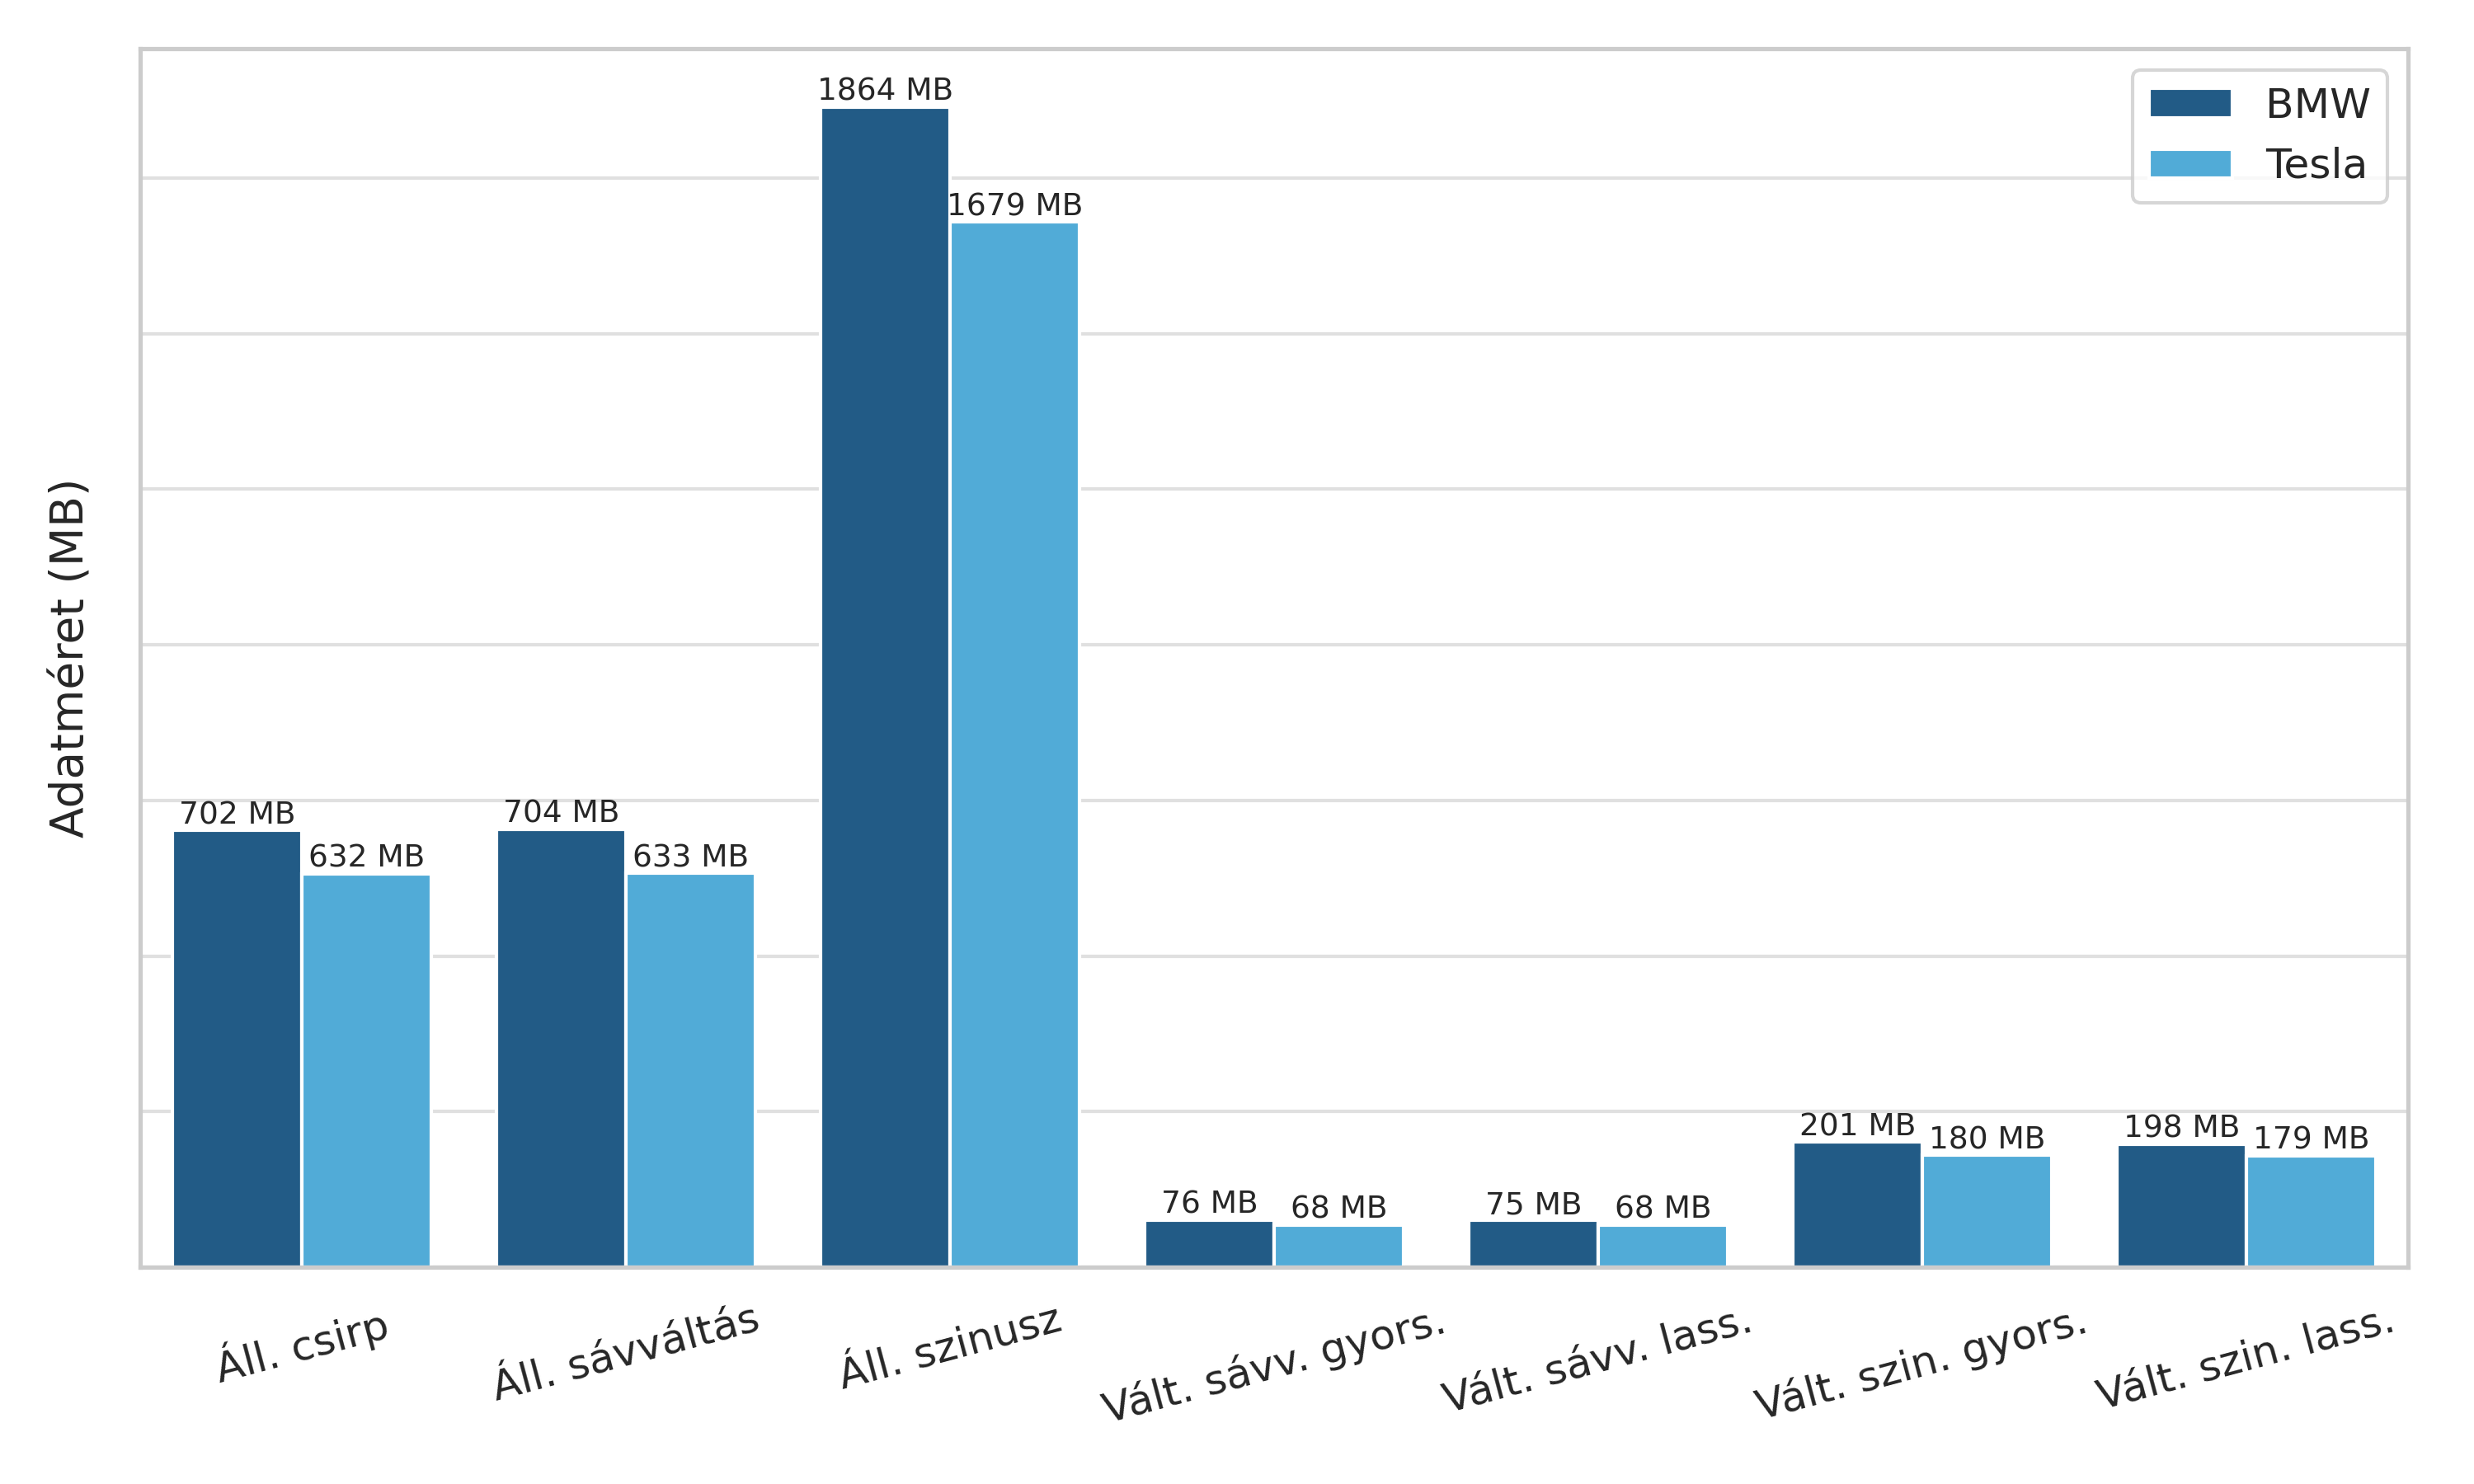 BMW
Tesla
Adatméret (MB)
1864 MB
1679 MB
702 MB
632 MB
704 MB
633 MB
76 MB
68 MB
75 MB
68 MB
201 MB
180 MB
198 MB
179 MB
Áll. csirp
Áll. sávváltás
Áll. szinusz
Vált. sávv. gyors.
Vált. sávv. lass.
Vált. szin. gyors.
Vált. szin. lass.